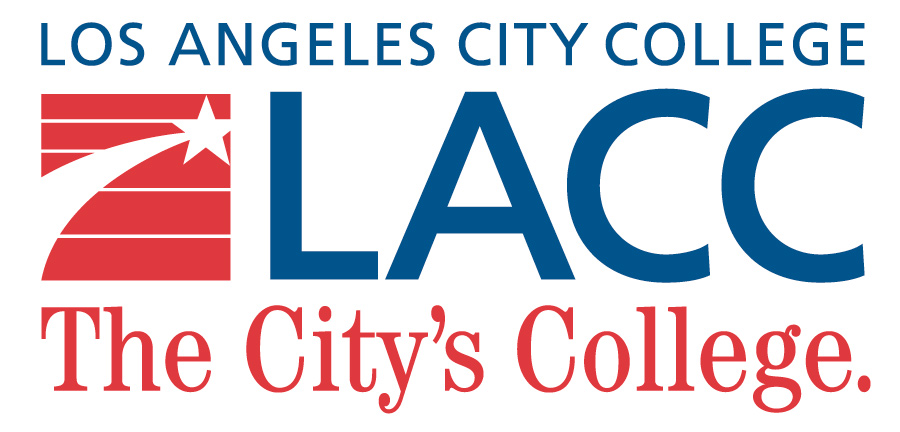 LOS ANGELES CITY COLLEGE
LACC
The City’s College.